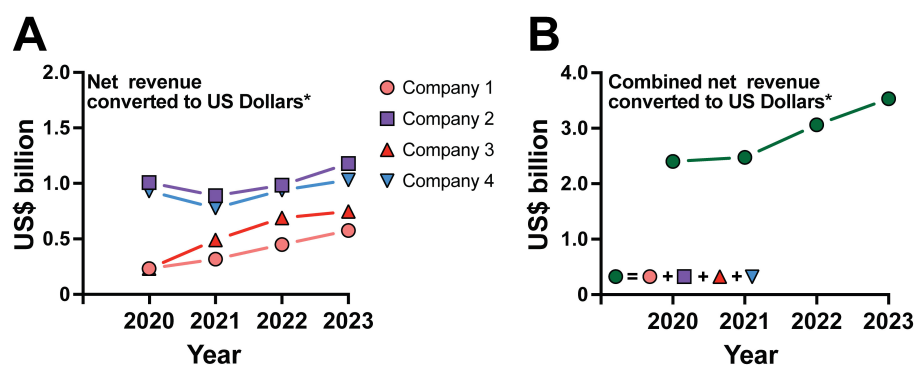 A
B
Net revenue
converted to US Dollars*
Combined net revenue
converted to US Dollars*
US$ billion
2.0
1.5
1.0
0.5
0
2020
2021
2022
2023
Year
Company 1
Company 2
Company 3
Company 4
US$ billion
4.0
3.0
2.0
1.0
0
= + + +
2020
2021
2022
2023
Year